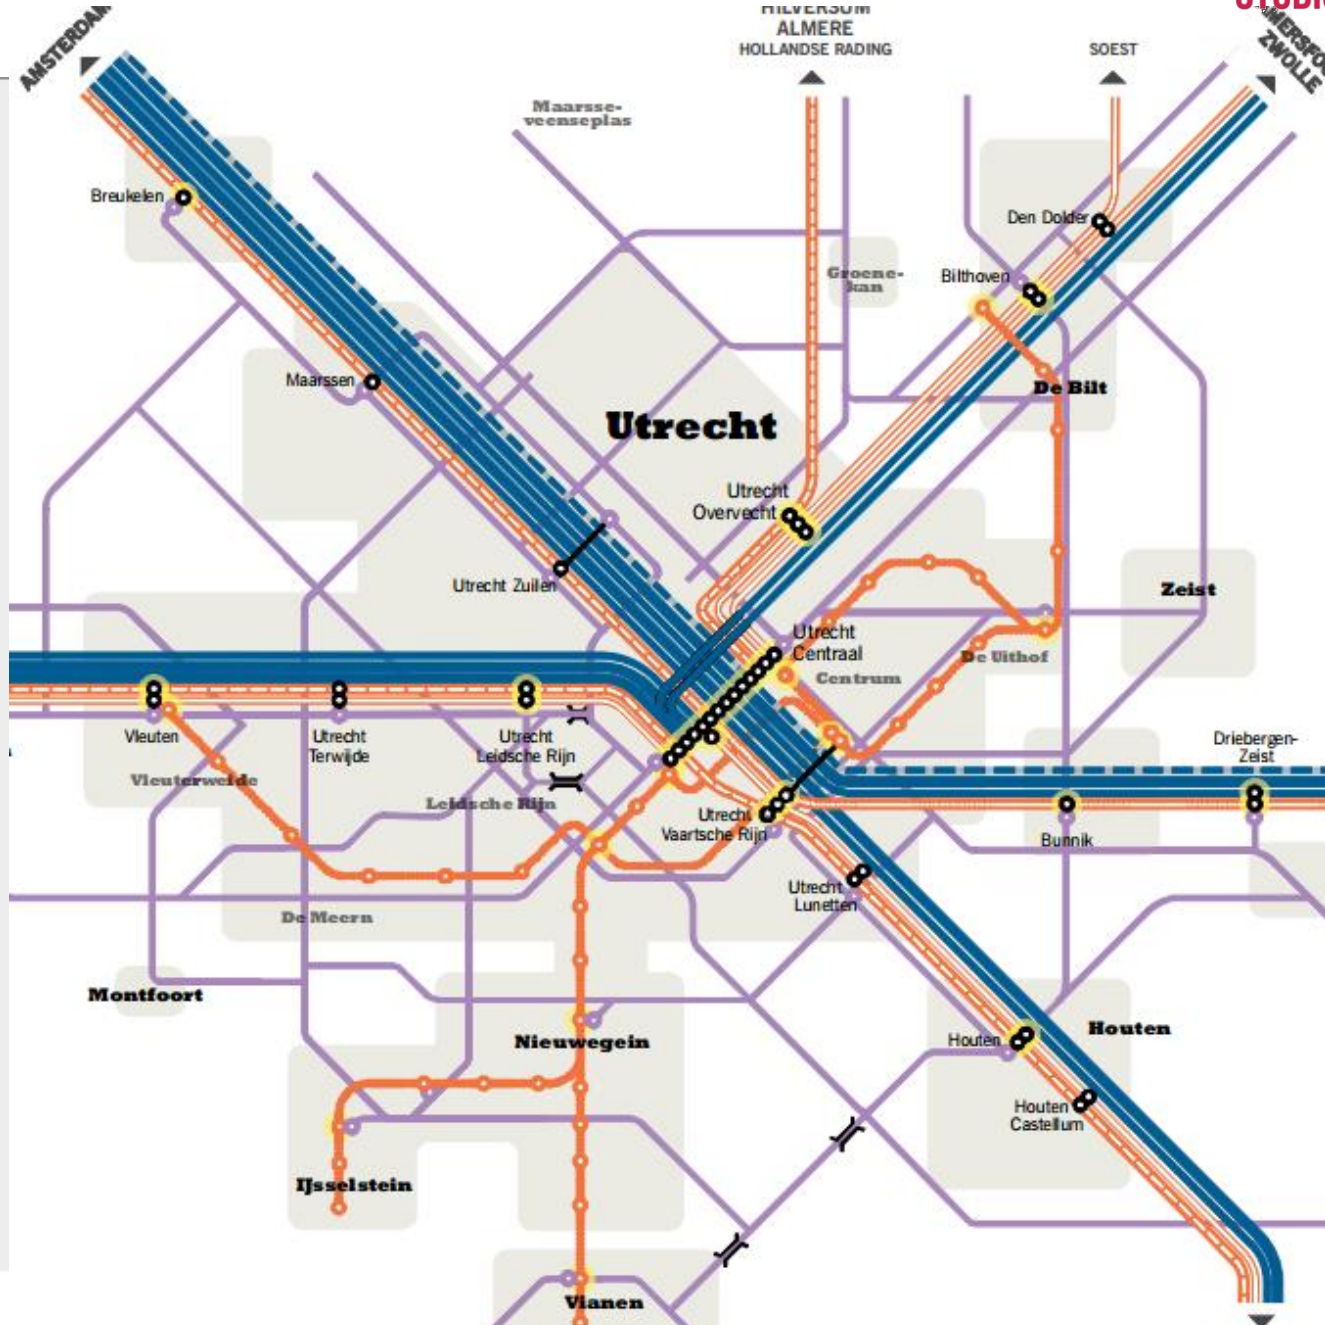 AMSTERDAM
HILVERSUM
ALMERE
HOLLANDSE RADING
SOEST
ZWOLLE
Maarsse-
veenseplas
Breukelen
Den Dolder
Groene-
kan
Bilthoven
Maarssen
De Bilt
Utrecht
Utrecht
Overvecht
Utrecht Zuilen
Zeist
Utrecht
Centraal
De Uithof
Centrum
Vleuten
Utrecht
Terwijde
Utrecht
Leidsche Rijn
Driebergen-
Zeist
Vleuterweide
Leidsche Rijn
Utrecht
Vaartsche Rijn
Bunnik
Utrecht
Lunetten
De Meern
Montfoort
Nieuwegein
Houten
Houten
Houten
Castellum
IJsselstein
Vianen